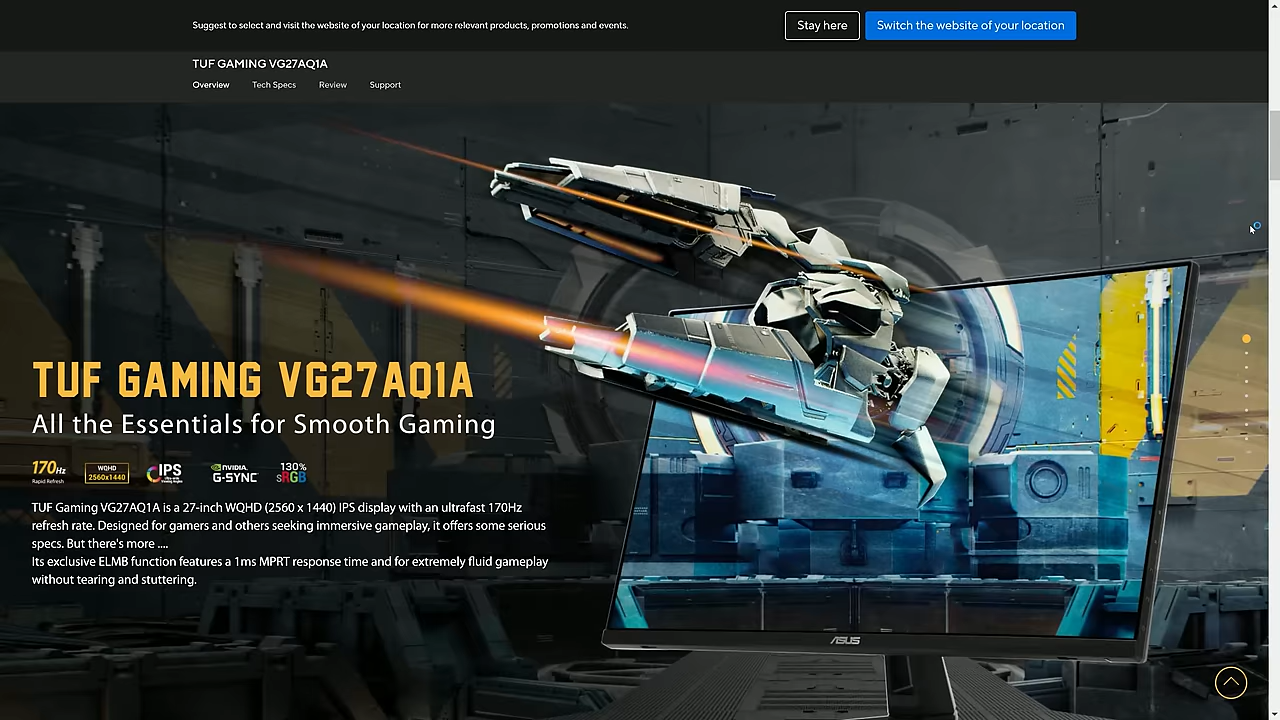 Suggest to select and visit the website of your location for more relevant products, promotions and events.
Stay here
Switch the website of your location
TUF GAMING VG27AQ1A
Overview Tech Specs Review Support
TUF GAMING VG27AQ1A
All the Essentials for Smooth Gaming
170Hz
Rapid Refresh
WQHD
2560x1440
IPS
NVIDIA.
G-SYNC
130%
sRGB
TUF Gaming VG27AQ1A is a 27-inch WQHD (2560 x 1440) IPS display with an ultrafast 170Hz
refresh rate. Designed for gamers and others seeking immersive gameplay, it offers some serious
specs. But there's more ....
Its exclusive ELMB function features a 1ms MPRT response time and for extremely fluid gameplay
without tearing and stuttering.
ASUS